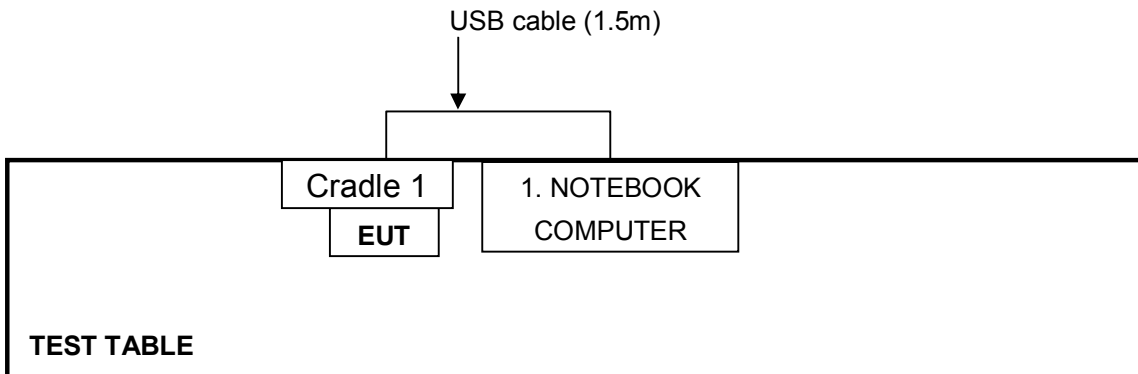 USB cable (1.5m)
Cradle 1
EUT
1. NOTEBOOK
COMPUTER
TEST TABLE